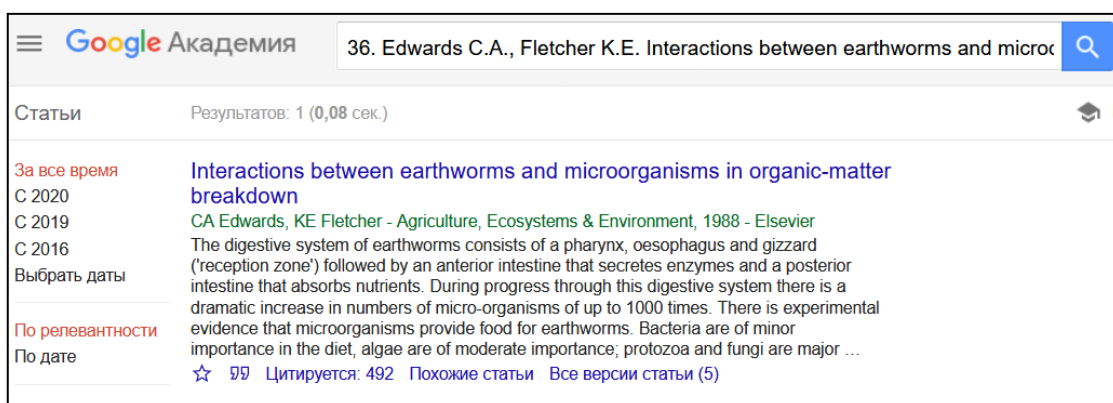 Google Академия
36. Edwards C.A., Fletcher K.E. Interactions between earthworms and microo
Статьи
Результатов: 1 (0,08 сек.)
За все время
С 2020
С 2019
С 2016
Выбрать даты
По релевантности
По дате
Interactions between earthworms and microorganisms in organic-matter
breakdown
CA Edwards, KE Fletcher - Agriculture, Ecosystems & Environment, 1988 - Elsevier
The digestive system of earthworms consists of a pharynx, oesophagus and gizzard
('reception zone') followed by an anterior intestine that secretes enzymes and a posterior
intestine that absorbs nutrients. During progress through this digestive system there is a
dramatic increase in numbers of micro-organisms of up to 1000 times. There is experimental
evidence that microorganisms provide food for earthworms. Bacteria are of minor
importance in the diet, algae are of moderate importance; protozoa and fungi are major ...
Цитируется: 492 Похожие статьи Все версии статьи (5)